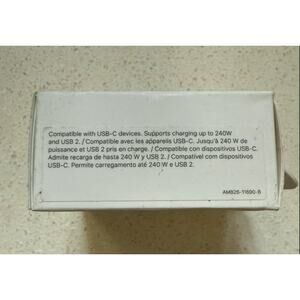 Compatible with USB-C devices. Supports charging up to 240W
and USB 2. / Compatible avec les appareils USB-C. Jusqu'à 240 W de
puissance et USB 2 pris en charge. / Compatible con dispositivos USB-C.
Admite recarga de hasta 240 W y USB 2. / Compatível com dispositivos
USB-C. Permite carregamento até 240 W e USB 2.
AM826-11690-B